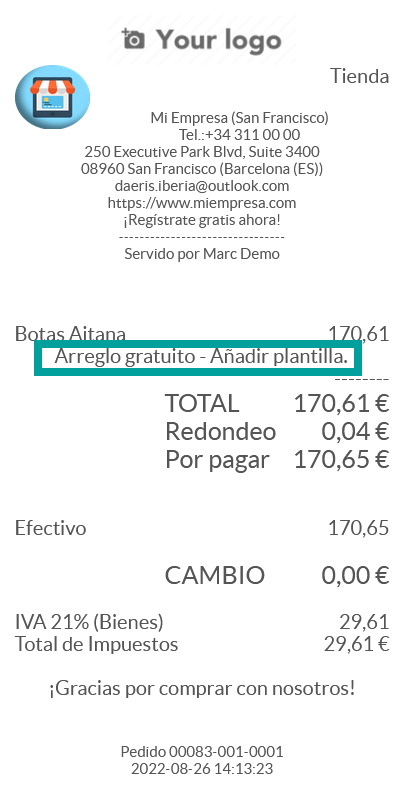 Your logo
Tienda
Mi Empresa (San Francisco)
Tel.:+34 311 00 00
250 Executive Park Blvd, Suite 3400
08960 San Francisco (Barcelona (ES))
daeris.iberia@outlook.com
https://www.miempresa.com
¡Regístrate gratis ahora!
---------------------------------
Servido por Marc Demo
Botas Aitana 170,61
Arreglo gratuito - Añadir plantilla.
--------
TOTAL 170,61 €
Redondeo 0,04 €
Por pagar 170,65 €
Efectivo 170,65
CAMBIO 0,00 €
IVA 21% (Bienes) 29,61
Total de Impuestos 29,61 €
¡Gracias por comprar con nosotros!
Pedido 00083-001-0001
2022-08-26 14:13:23